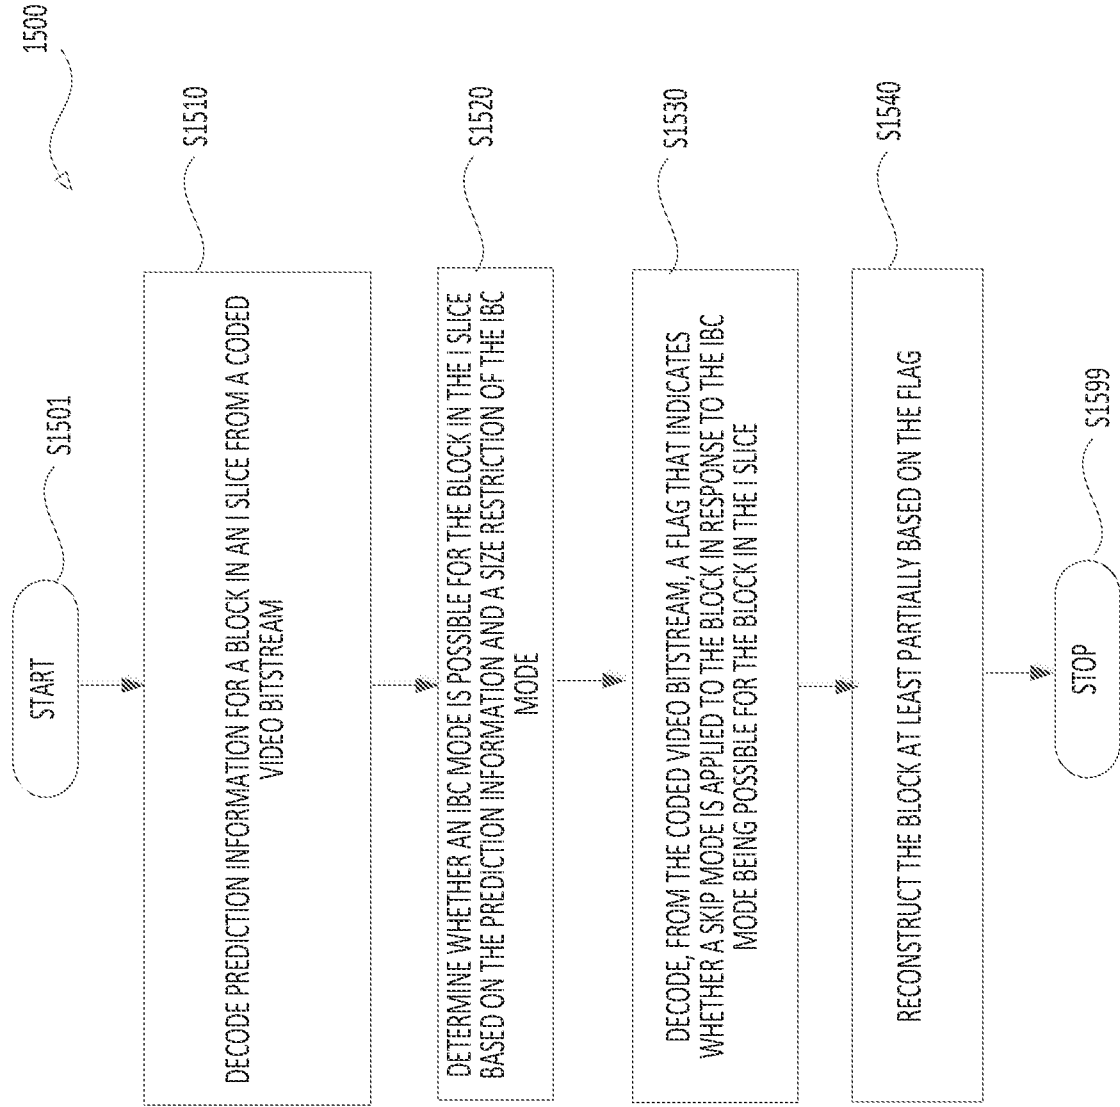 1500
START
S1501
DECODE PREDICTION INFORMATION FOR A BLOCK IN AN I SLICE FROM A CODED
VIDEO BITSTREAM
S1510
DETERMINE WHETHER AN IBC MODE IS POSSIBLE FOR THE BLOCK IN THE I SLICE
BASED ON THE PREDICTION INFORMATION AND A SIZE RESTRICTION OF THE IBC
MODE
S1520
DECODE, FROM THE CODED VIDEO BITSTREAM, A FLAG THAT INDICATES
WHETHER A SKIP MODE IS APPLIED TO THE BLOCK IN RESPONSE TO THE IBC
MODE BEING POSSIBLE FOR THE BLOCK IN THE I SLICE
S1530
RECONSTRUCT THE BLOCK AT LEAST PARTIALLY BASED ON THE FLAG
S1540
STOP
S1599